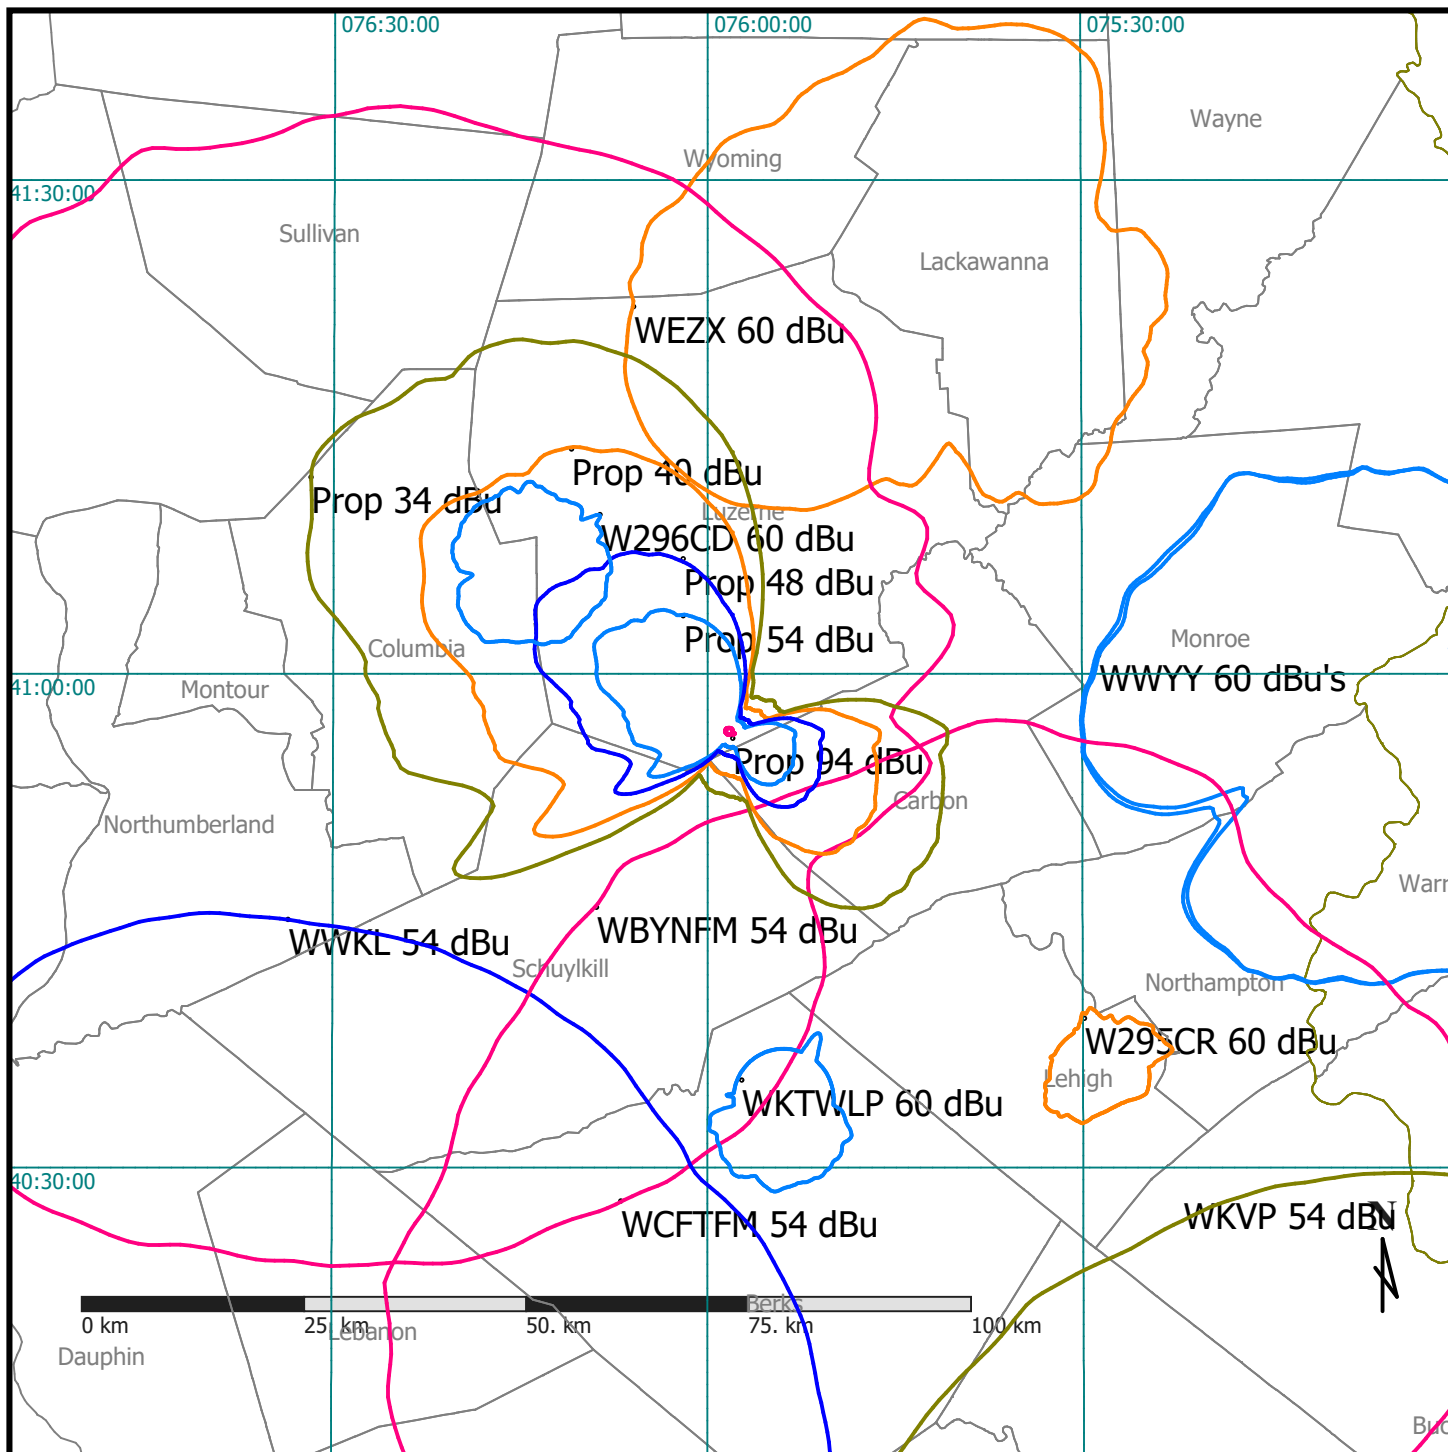 076:30:00
076:00:00
075:30:00
Wayne
Wyoming
41:30:00
Sullivan
Lackawanna
WEZX 60 dBu
Prop 40 dBu
Prop 34 dBu
Luzerne
W296CD 60 dBu
Prop 48 dBu
Prop 54 dBu
Columbia
Monroe
41:00:00
Montour
WWYY 60 dBu's
Prop 94 dBu
Carbon
Northumberland
Warr
WBYNFM 54 dBu
WWKL 54 dBu
Schuylkill
Northampton
W295CR 60 dBu
Lehigh
WKTWLP 60 dBu
40:30:00
WCFTFM 54 dBu
WKVP 54 dBu
N
Berks
0 km
25 km
50. km
75. km
100 km
Lebanon
Dauphin
Buc